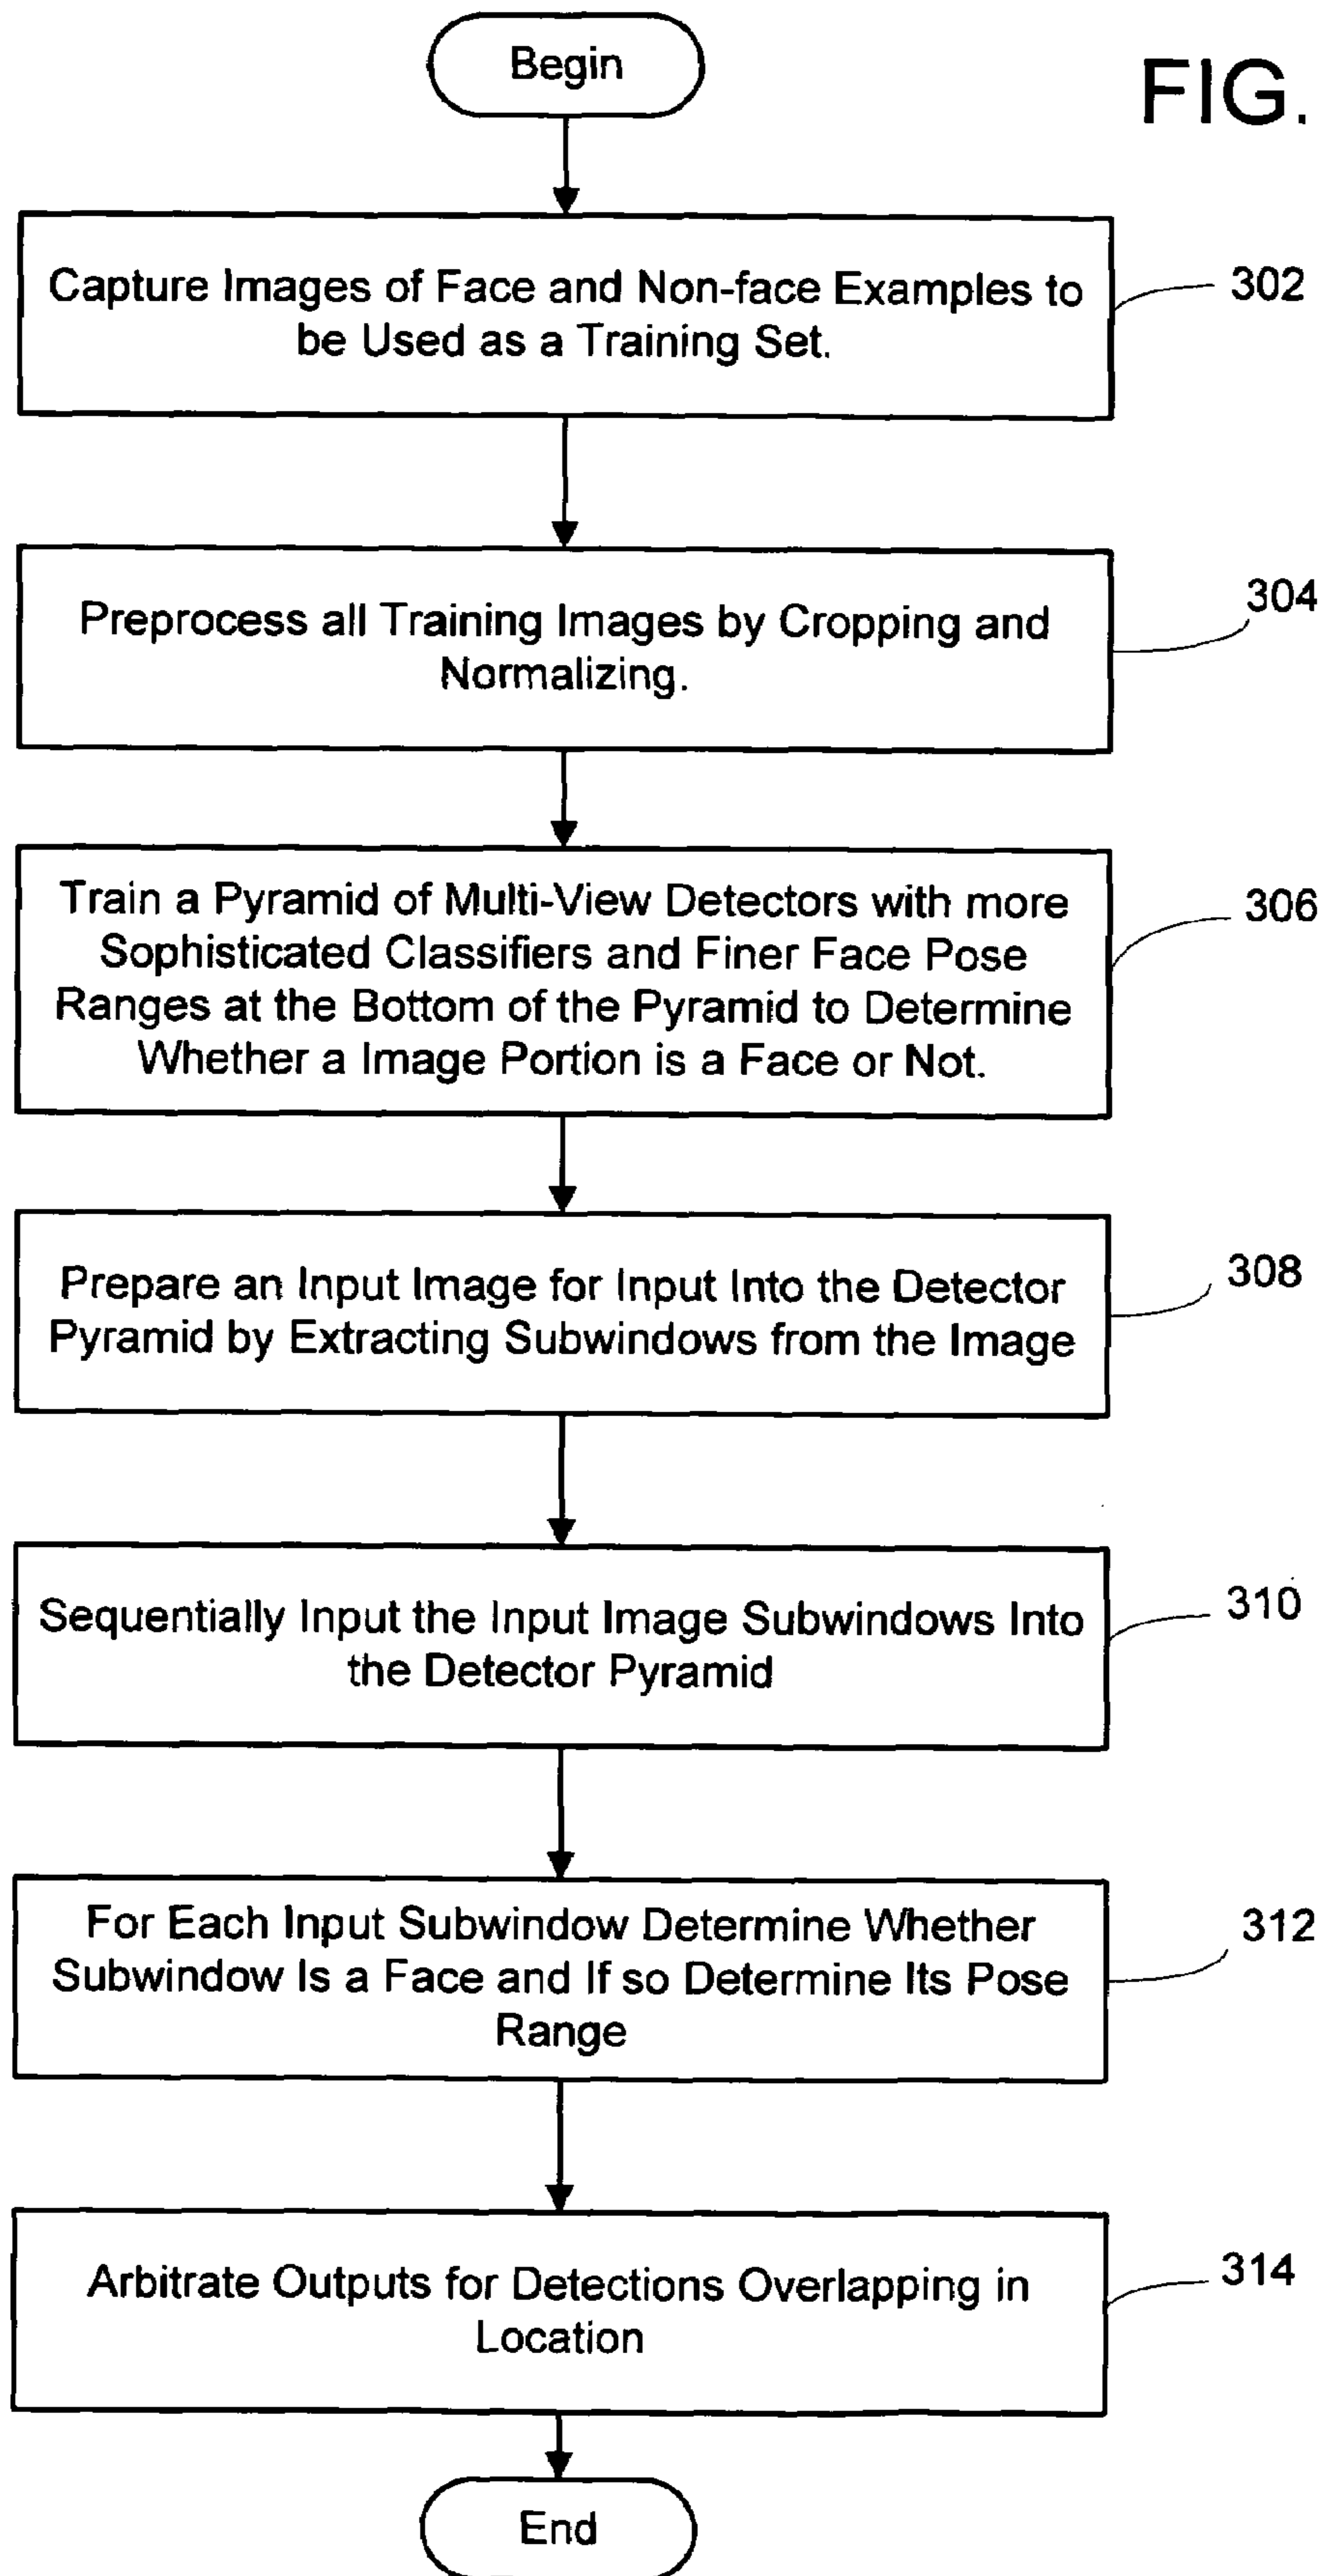 Begin
FIG.
Capture Images of Face and Non-face Examples to
be Used as a Training Set.
302
Preprocess all Training Images by Cropping and
Normalizing.
304
Train a Pyramid of Multi-View Detectors with more
Sophisticated Classifiers and Finer Face Pose
Ranges at the Bottom of the Pyramid to Determine
Whether a Image Portion is a Face or Not.
306
Prepare an Input Image for Input Into the Detector
Pyramid by Extracting Subwindows from the Image
308
Sequentially Input the Input Image Subwindows Into
the Detector Pyramid
310
For Each Input Subwindow Determine Whether
Subwindow Is a Face and If so Determine Its Pose
Range
312
Arbitrate Outputs for Detections Overlapping in
Location
314
End